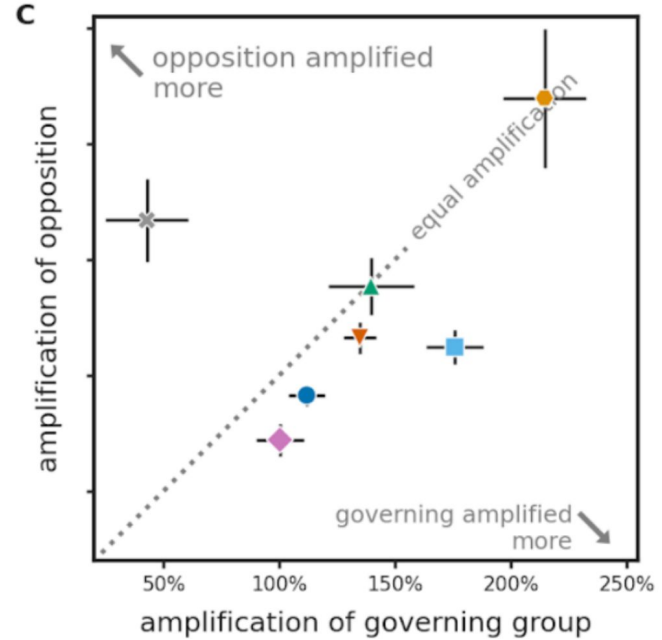 C
opposition amplified
more
equal amplification
amplification of opposition
governing amplified
more
50%
100%
150%
200%
250%
amplification of governing group